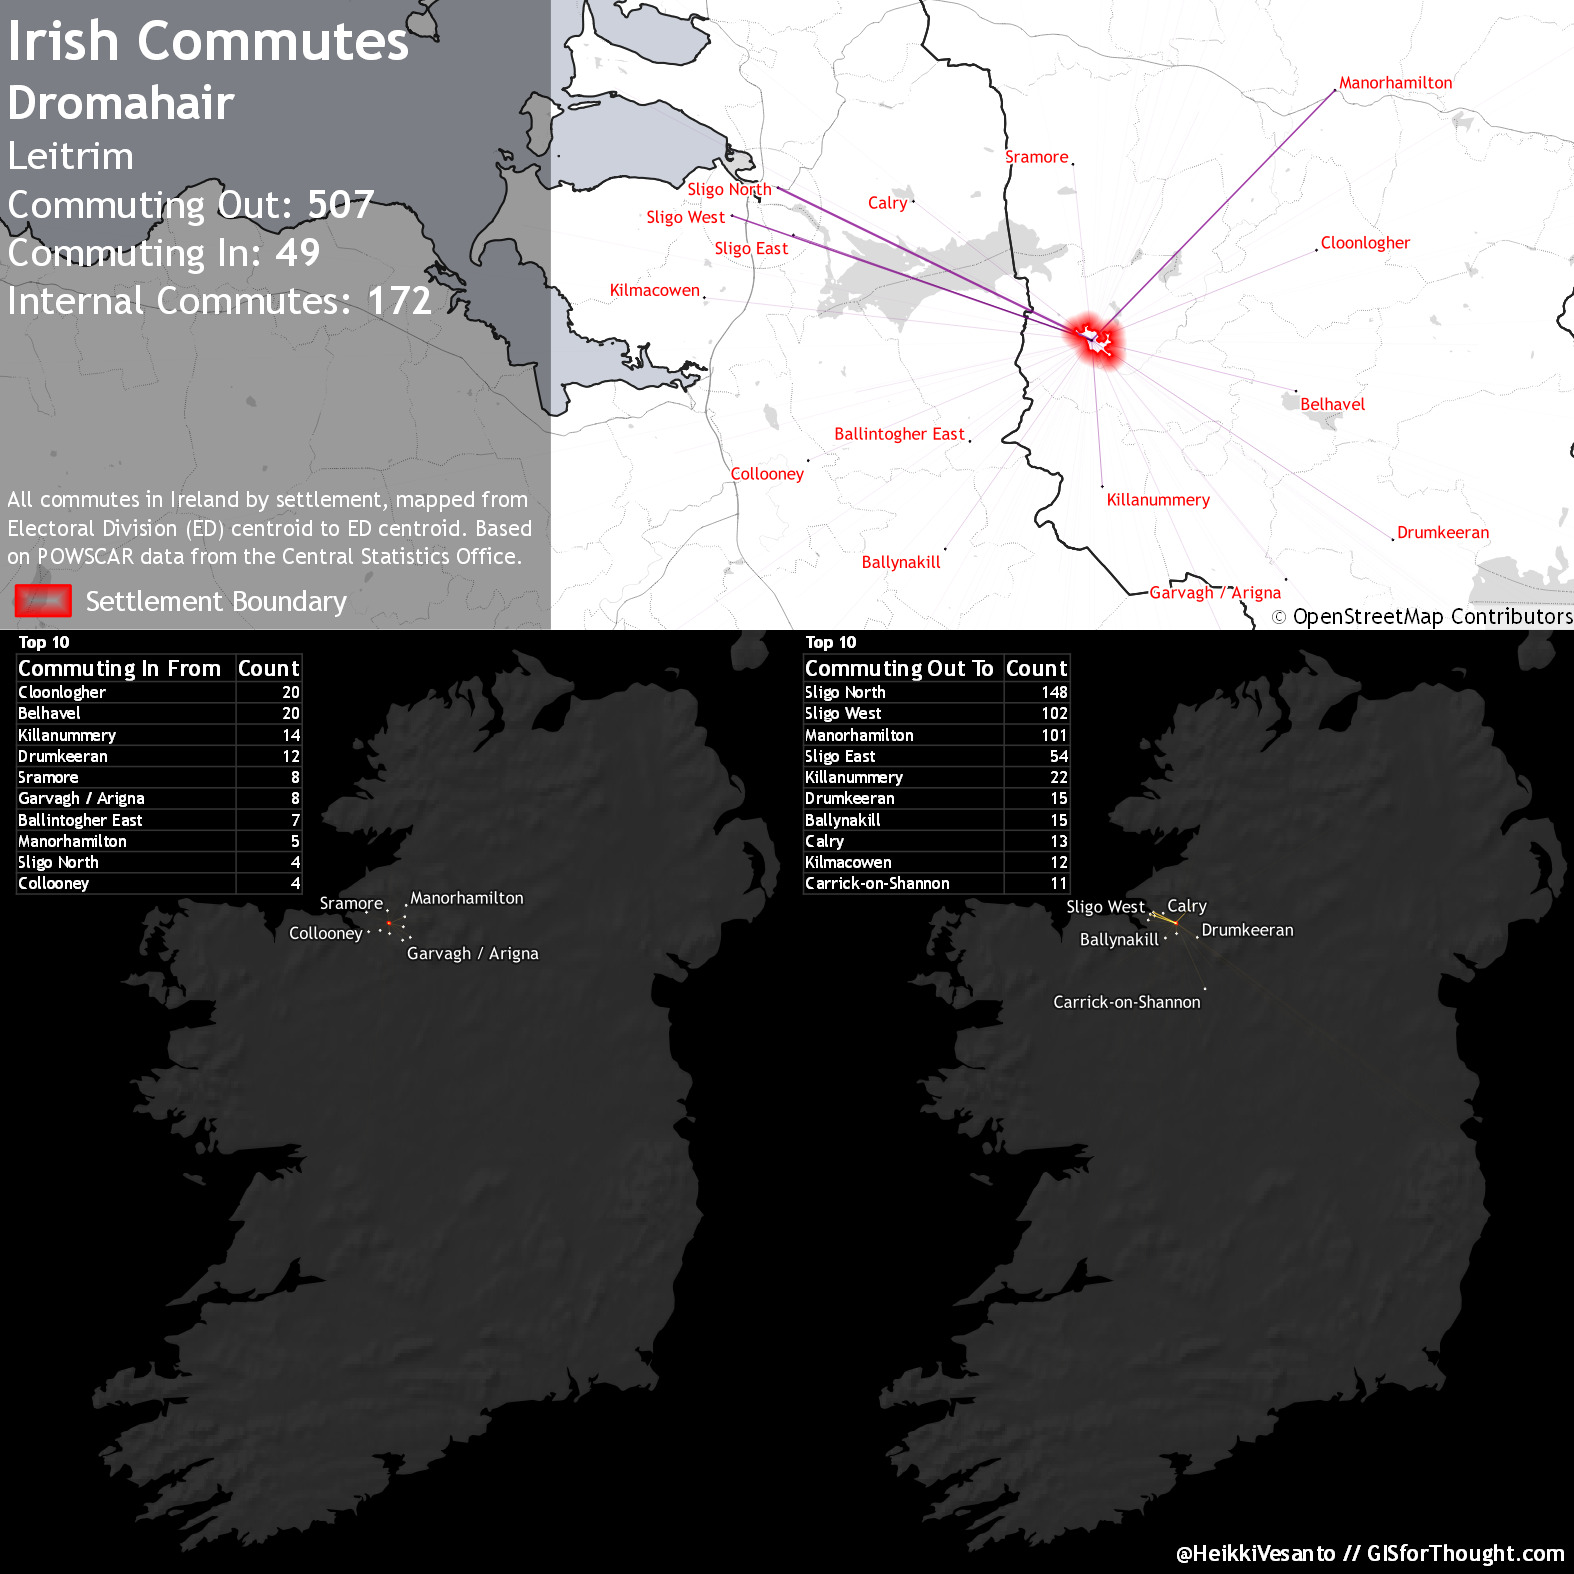 Irish Commutes
Dromahair
Leitrim
Commuting Out: 507
Commuting In: 49
Internal Commutes: 172
All commutes in Ireland by settlement, mapped from
Electoral Division (ED) centroid to ED centroid. Based
on POWSCAR data from the Central Statistics Office.
Settlement Boundary
Manorhamilton
Sramore
Sligo North
Calry
Sligo West
Sligo East
Cloonlogher
Kilmacowen
Belhavel
Ballintogher East
Collooney
Killanummery
Drumkeeran
Ballynakill
Garvagh / Arigna
© OpenStreetMap Contributors
Top 10
Commuting In From Count
Cloonlogher 20
Belhavel 20
Killanummery 14
Drumkeeran 12
Sramore 8
Garvagh / Arigna 8
Ballintogher East 7
Manorhamilton 5
Sligo North 4
Collooney 4
Sramore
Manorhamilton
Collooney
Garvagh / Arigna
Top 10
Commuting Out To Count
Sligo North 148
Sligo West 102
Manorhamilton 101
Sligo East 54
Killanummery 22
Drumkeeran 15
Ballynakill 15
Calry 13
Kilmacowen 12
Carrick-on-Shannon 11
Sligo West
Calry
Drumkeeran
Ballynakill
Carrick-on-Shannon
@HeikkiVesanto // GISforThought.com